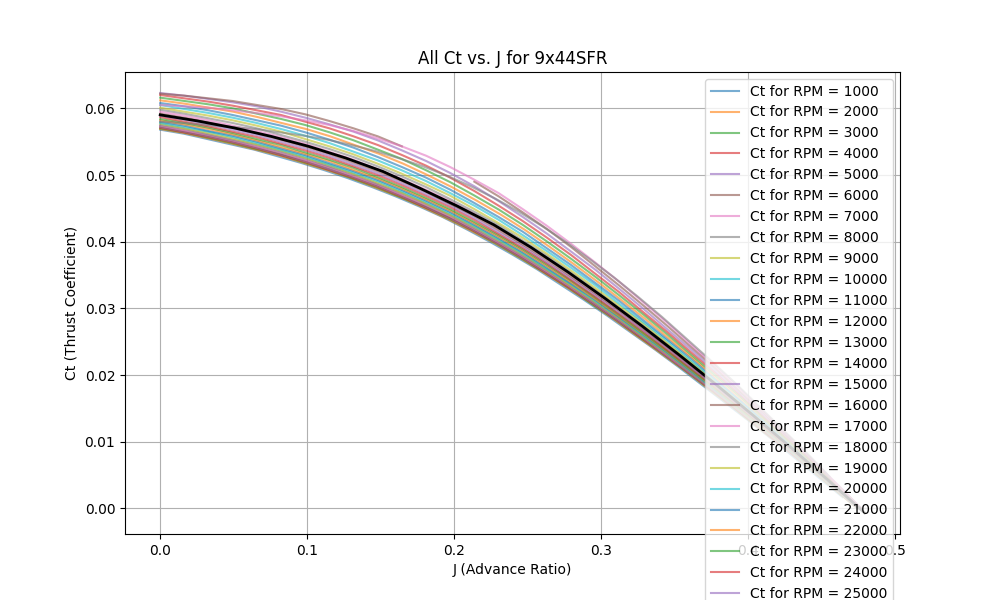 All Ct vs. J for 9x44SFR
Ct (Thrust Coefficient)
0.06
0.05
0.04
0.03
0.02
0.01
0.00
0.0
0.1
0.2
0.3
0.5
J (Advance Ratio)
Ct for RPM = 1000
Ct for RPM = 2000
Ct for RPM = 3000
Ct for RPM = 4000
Ct for RPM = 5000
Ct for RPM = 6000
Ct for RPM = 7000
Ct for RPM = 8000
Ct for RPM = 9000
Ct for RPM = 10000
Ct for RPM = 11000
Ct for RPM = 12000
Ct for RPM = 13000
Ct for RPM = 14000
Ct for RPM = 15000
Ct for RPM = 16000
Ct for RPM = 17000
Ct for RPM = 18000
Ct for RPM = 19000
Ct for RPM = 20000
Ct for RPM = 21000
Ct for RPM = 22000
Ct for RPM = 23000
Ct for RPM = 24000
Ct for RPM = 25000